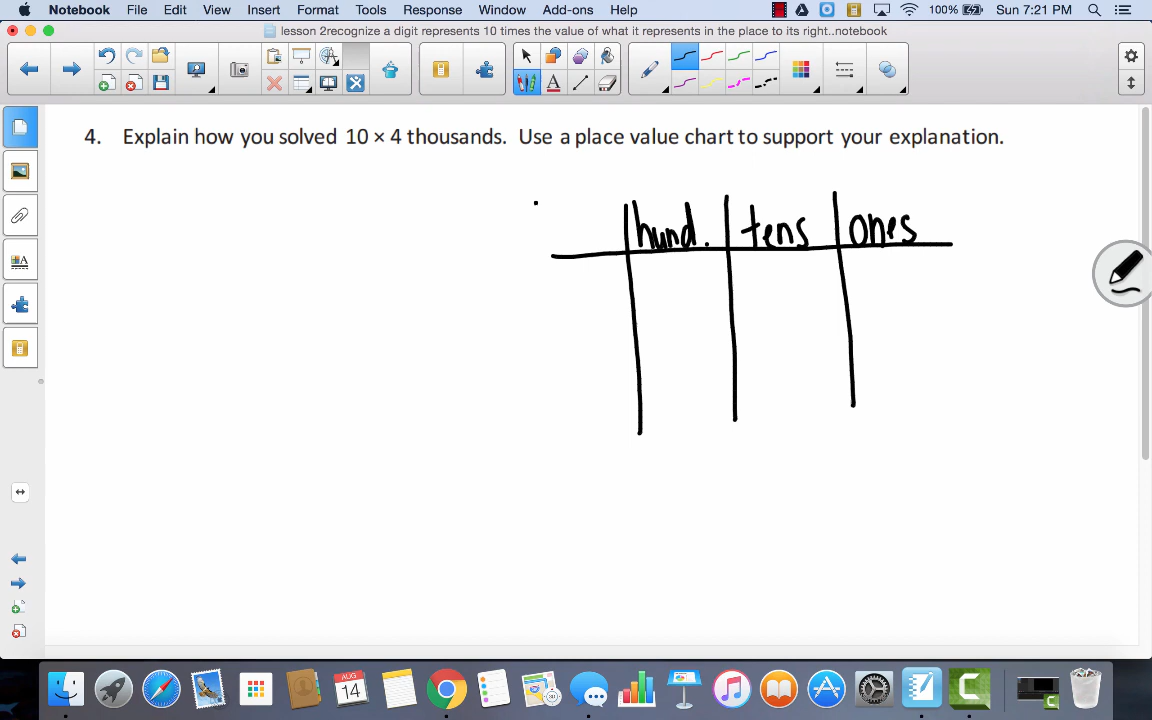 Notebook File Edit View Insert Format Tools Response Window Add-ons Help 100% Sun 7:21 PM
lesson 2recognize a digit represents 10 times the value of what it represents in the place to its right..notebook
4. Explain how you solved 10 × 4 thousands. Use a place value chart to support your explanation.
hund. tens ones
AUG
14